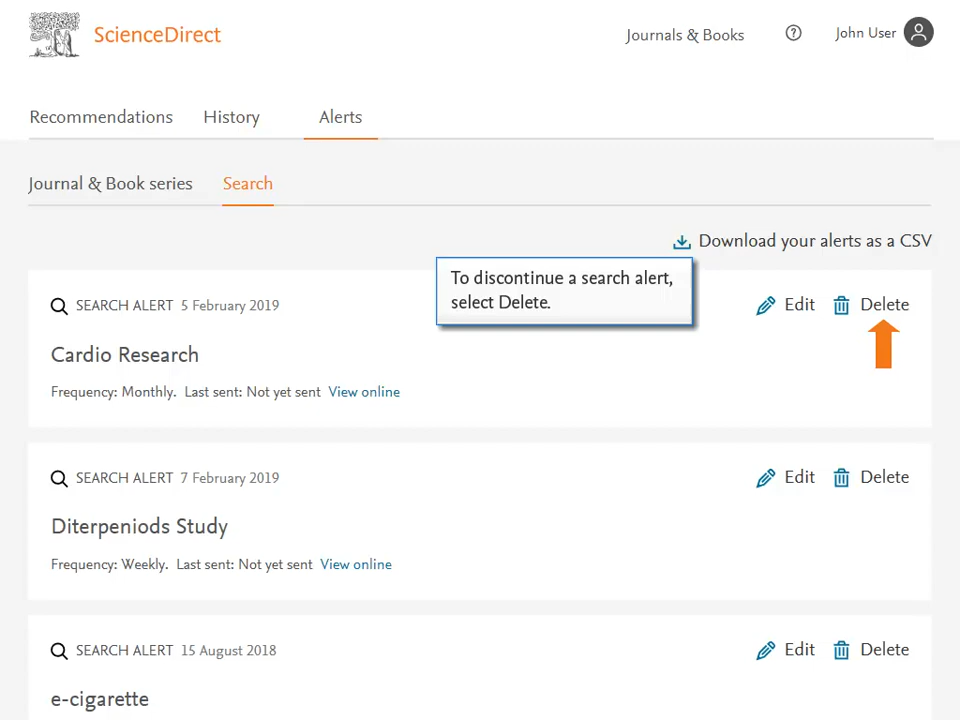 ScienceDirect
Journals & Books
John User
Recommendations
History
Alerts
Journal & Book series
Search
Download your alerts as a CSV
To discontinue a search alert,
select Delete.
SEARCH ALERT 5 February 2019
Edit
Delete
Cardio Research
Frequency: Monthly. Last sent: Not yet sent View online
SEARCH ALERT 7 February 2019
Edit
Delete
Diterpeniods Study
Frequency: Weekly. Last sent: Not yet sent View online
SEARCH ALERT 15 August 2018
Edit
Delete
e-cigarette